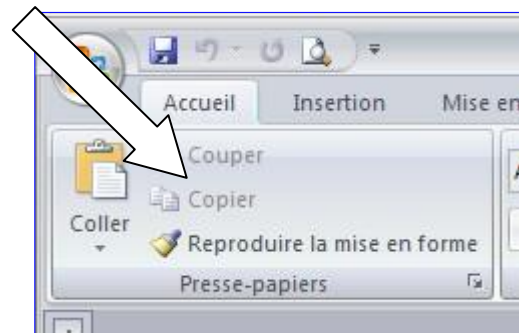 Accueil Insertion Mise en
Couper
Copier
Coller
Reproduire la mise en forme
Presse-papiers